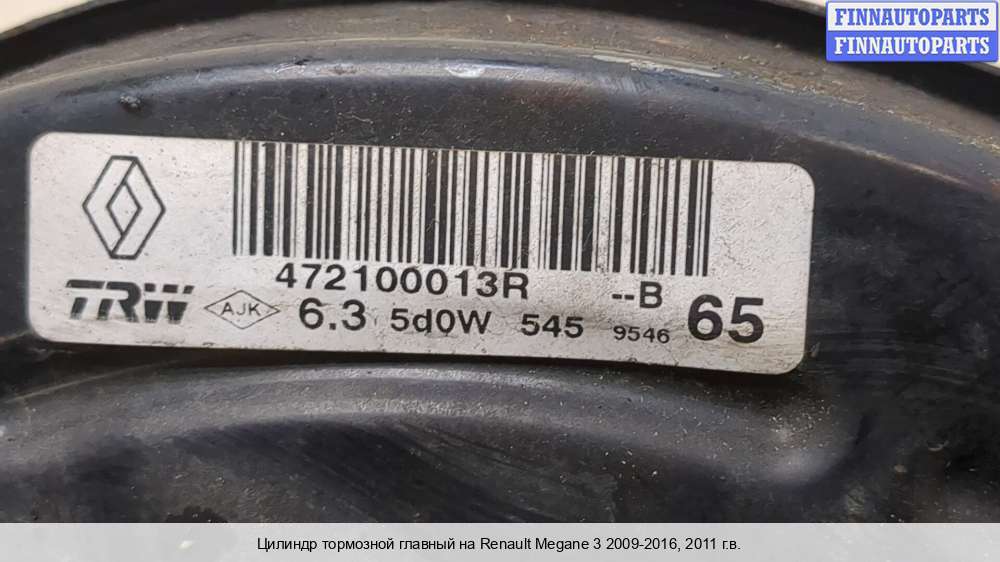 FINNAUTOPARTS
FINNAUTOPARTS
472100013R --B
TRW AJK 6.3 5d0W 545 9546 65
Цилиндр тормозной главный на Renault Megane 3 2009-2016, 2011 г.в.